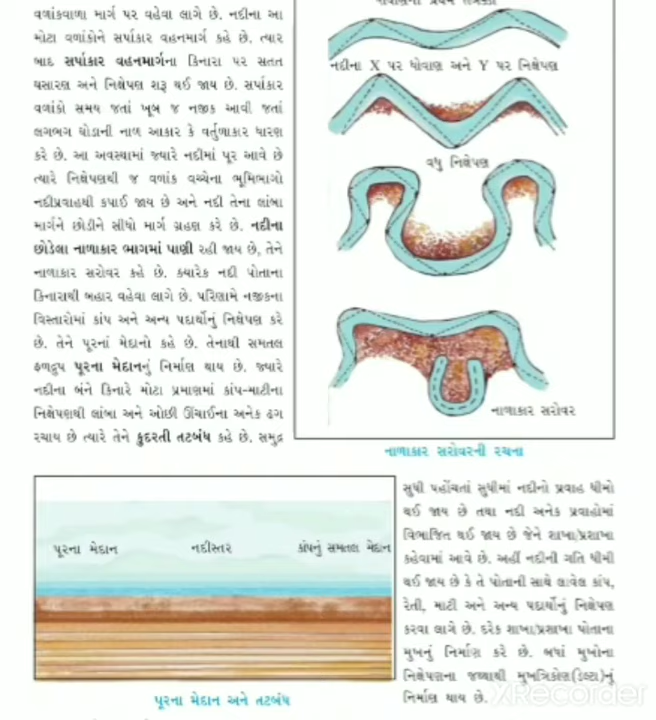 વળાંકવાળા માર્ગ પર વહેવા લાગે છે. નદીના આ
મોટા વળાંકોને સર્પાકાર વહનમાર્ગ કહે છે. ત્યાર
બાદ સર્પાકાર વહનમાર્ગના કિનારા પર સતત
ઘસારણ અને નિક્ષેપણ શરૂ થઈ જાય છે. સર્પાકાર
વળાંકો સમય જતાં ખૂબ જ નજીક આવી જતાં
લગભગ ઘોડાની નાળ આકાર કે વર્તુળાકાર ધારણ
કરે છે. આ અવસ્થામાં જ્યારે નદીમાં પૂર આવે છે
ત્યારે નિક્ષેપણથી જ વળાંક વચ્ચેના ભૂમિભાગો
નદીપ્રવાહથી કપાઈ જાય છે અને નદી તેના લાંબા
માર્ગને છોડીને સીધો માર્ગ ગ્રહણ કરે છે. નદીના
છોડેલા નાળાકાર ભાગમાં પાણી રહી જાય છે, તેને
નાળાકાર સરોવર કહે છે. ક્યારેક નદી પોતાના
કિનારાથી બહાર વહેવા લાગે છે. પરિણામે નજીકના
વિસ્તારોમાં કાંપ અને અન્ય પદાર્થોનું નિક્ષેપણ કરે
છે. તેને પૂરનાં મેદાનો કહે છે. તેનાથી સમતલ
ફળદ્રુપ પૂરના મેદાનનું નિર્માણ થાય છે. જ્યારે
નદીના બંને કિનારે મોટા પ્રમાણમાં કાંપ-માટીના
નિક્ષેપણથી લાંબા અને ઓછી ઊંચાઈના અનેક ઢગ
રચાય છે ત્યારે તેને કુદરતી તટબંધ કહે છે. સમુદ્ર
નદીના X પર ધોવાણ અને Y પર નિક્ષેપણ
વધુ નિક્ષેપણ
નાળાકાર સરોવર
નાળાકાર સરોવરની રચના
પૂરના મેદાન
નદીસ્તર
કાંપનું સમતલ મેદાન
પૂરના મેદાન અને તટબંધ
સુધી પહોંચતાં સુધીમાં નદીનો પ્રવાહ ધીમો
થઈ જાય છે તથા નદી અનેક પ્રવાહોમાં
વિભાજિત થઈ જાય છે જેને શાખા/પ્રશાખા
કહેવામાં આવે છે. અહીં નદીની ગતિ ધીમી
થઈ જાય છે કે તે પોતાની સાથે લાવેલ કાંપ,
રેતી, માટી અને અન્ય પદાર્થોનું નિક્ષેપણ
કરવા લાગે છે. દરેક શાખા/પ્રશાખા પોતાના
મુખનું નિર્માણ કરે છે. બધાં મુખોના
નિક્ષેપણના જથ્થાથી મુખત્રિકોણ(ડેલ્ટા)નું
નિર્માણ થાય છે.
XRecorder